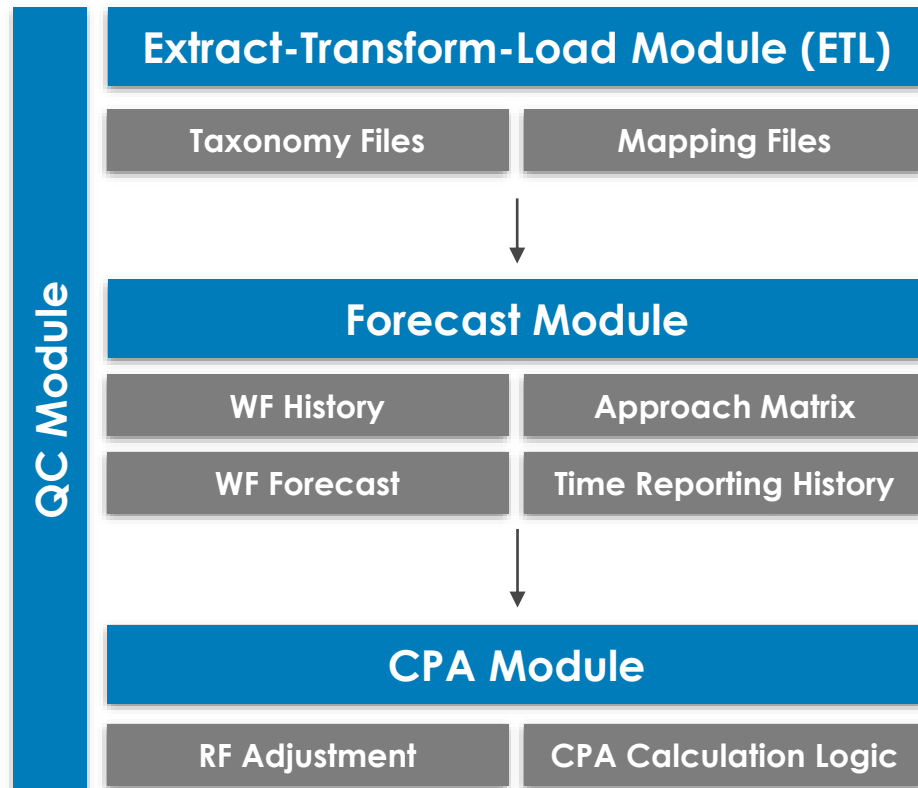 QC Module
Extract-Transform-Load Module (ETL)
Taxonomy Files
Mapping Files
Forecast Module
WF History
Approach Matrix
WF Forecast
Time Reporting History
CPA Module
RF Adjustment
CPA Calculation Logic